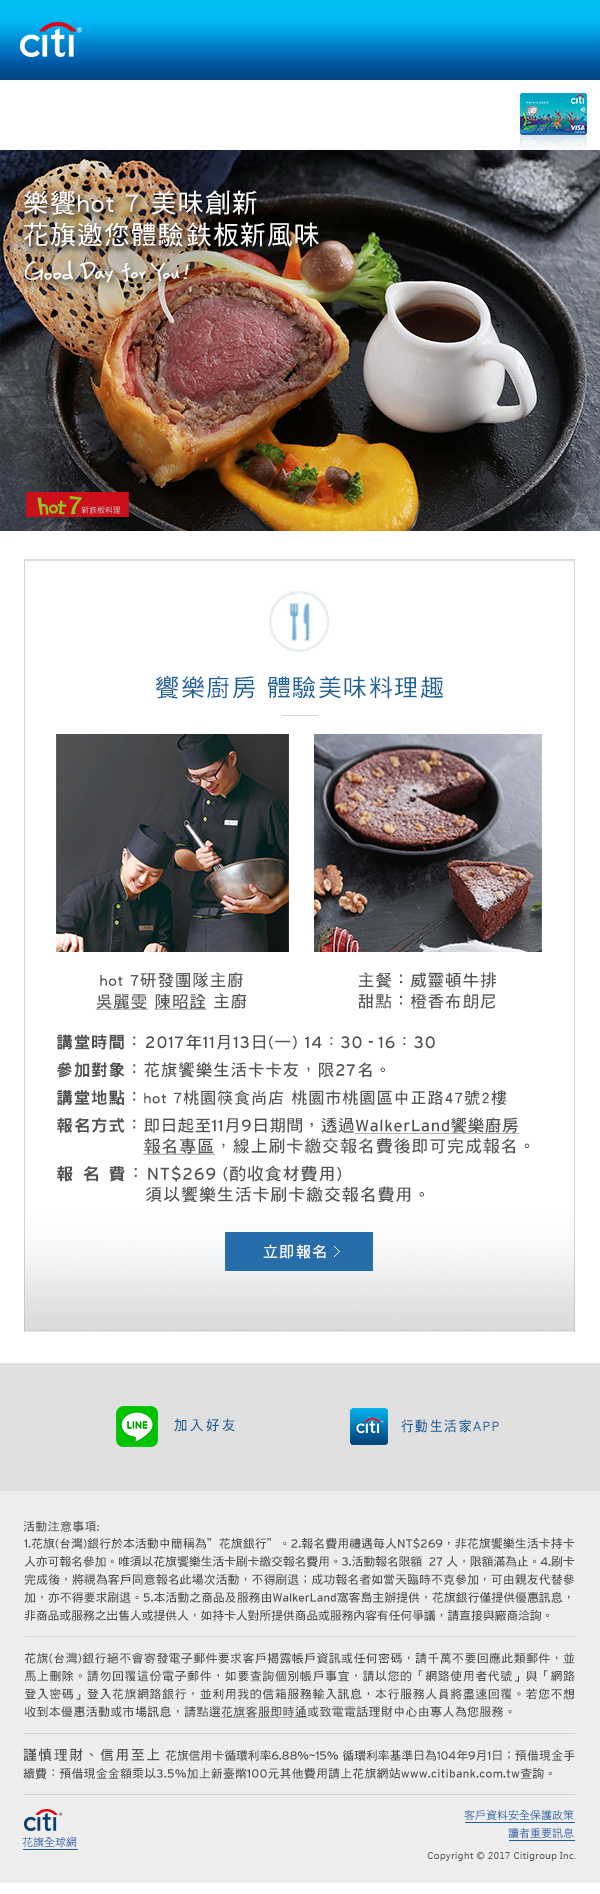 citi
citi
VISA
樂饗hot 7 美味創新
花旗邀您體驗鉄板新風味
Good Day for You!
hot 7 新鉄板料理
饗樂廚房 體驗美味料理趣
hot 7研發團隊主廚
吳麗雯 陳昭詮 主廚
主餐：威靈頓牛排
甜點：橙香布朗尼
講堂時間：2017年11月13日(一) 14：30 - 16：30
參加對象：花旗饗樂生活卡卡友，限27名。
講堂地點：hot 7桃園筷食尚店 桃園市桃園區中正路47號2樓
報名方式：即日起至11月9日期間，透過WalkerLand饗樂廚房
報名專區，線上刷卡繳交報名費後即可完成報名。
報 名 費：NT$269 (酌收食材費用)
須以饗樂生活卡刷卡繳交報名費用。
立即報名 >
LINE 加入好友
citi 行動生活家APP
活動注意事項:
1.花旗(台灣)銀行於本活動中簡稱為”花旗銀行”。2.報名費用禮遇每人NT$269，非花旗饗樂生活卡持卡
人亦可報名參加。唯須以花旗饗樂生活卡刷卡繳交報名費用。3.活動報名限額 27 人，限額滿為止。4.刷卡
完成後，將視為客戶同意報名此場次活動，不得刷退；成功報名者如當天臨時不克參加，可由親友代替參
加，亦不得要求刷退。5.本活動之商品及服務由WalkerLand窩客島主辦提供，花旗銀行僅提供優惠訊息，
非商品或服務之出售人或提供人，如持卡人對所提供商品或服務內容有任何爭議，請直接與廠商洽詢。
花旗(台灣)銀行絕不會寄發電子郵件要求客戶揭露帳戶資訊或任何密碼，請千萬不要回應此類郵件，並
馬上刪除。請勿回覆這份電子郵件，如要查詢個別帳戶事宜，請以您的「網路使用者代號」與「網路
登入密碼」登入花旗網路銀行，並利用我的信箱服務輸入訊息，本行服務人員將盡速回覆。若您不想
收到本優惠活動或市場訊息，請點選花旗客服即時通或致電電話理財中心由專人為您服務。
謹慎理財、信用至上 花旗信用卡循環利率6.88%~15% 循環利率基準日為104年9月1日；預借現金手
續費：預借現金金額乘以3.5%加上新臺幣100元其他費用請上花旗網站www.citibank.com.tw查詢。
citi
花旗全球網
客戶資料安全保護政策
讀者重要訊息
Copyright © 2017 Citigroup Inc.